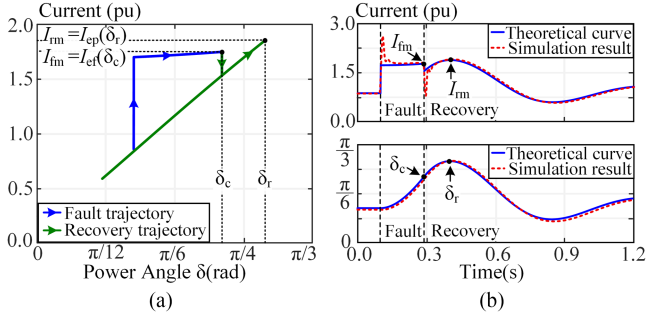 Current (pu)
I_rm =I_ep(δ_r)
2.0
I_fm =I_ef(δ_c)
1.5
1.0
0.5
0.0
δ_c
δ_r
Fault trajectory
Recovery trajectory
0
π/12
π/6
π/4
π/3
Power Angle δ(rad)
(a)
Current (pu)
3.0
1.5
0.0
Theoretical curve
Simulation result
I_fm
I_rm
Fault
Recovery
π/3
π/6
0
Theoretical curve
Simulation result
δ_c
δ_r
Fault
Recovery
0
0.3
0.6
0.9
1.2
Time(s)
(b)